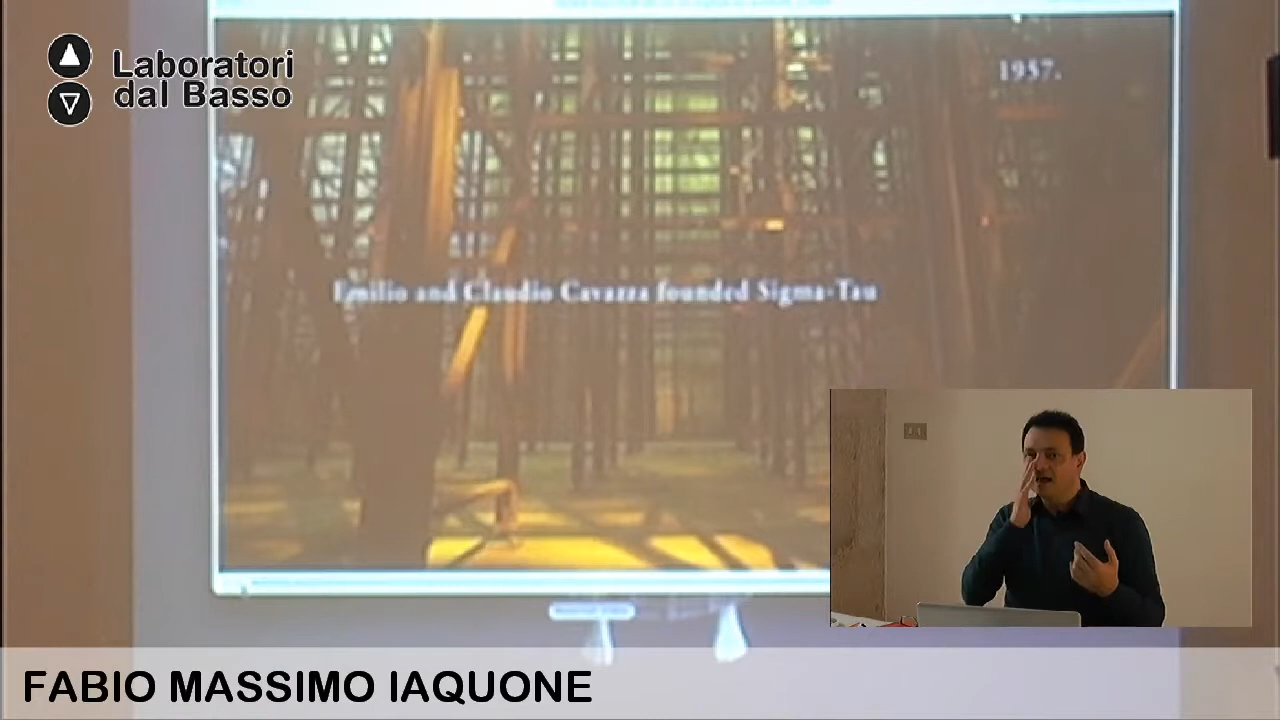 Laboratori
dal Basso
1957.
Emilio and Claudio Cavazza founded Sigma-Tau
FABIO MASSIMO IAQUONE